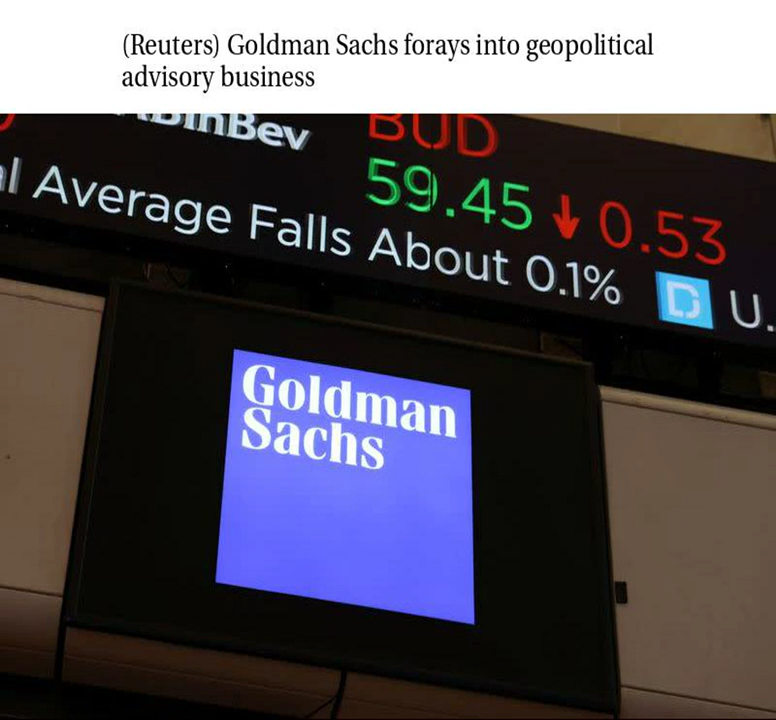 (Reuters) Goldman Sachs forays into geopolitical
advisory business
InBev BUD
59.45 0.53
Average Falls About 0.1% D U.
Goldman
Sachs